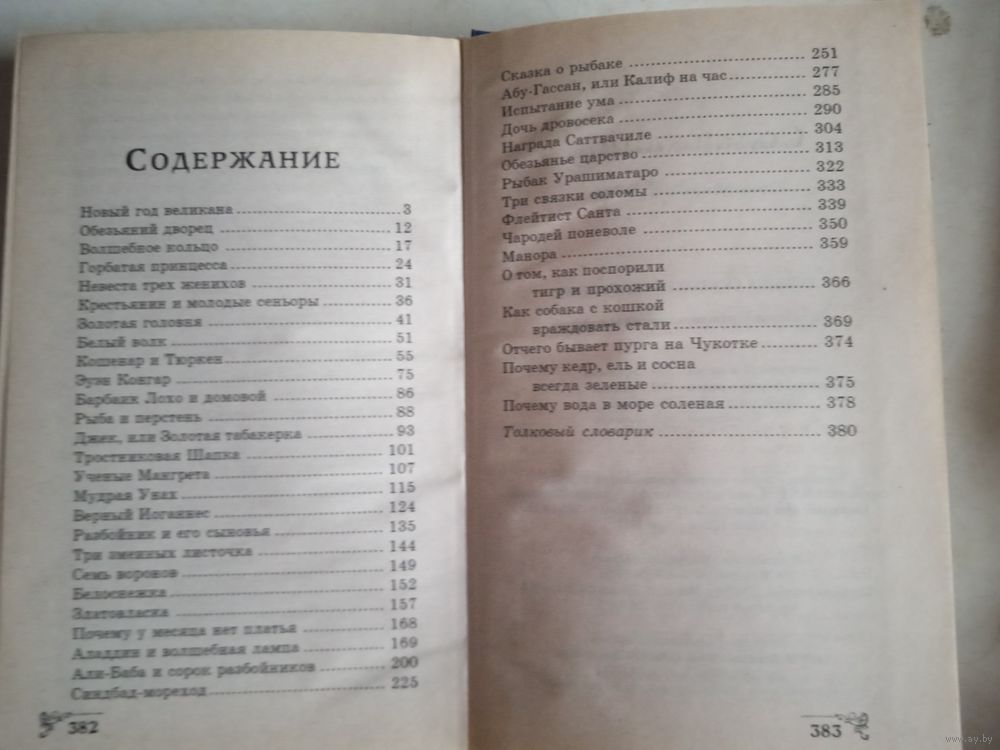 Содержание
Новый год великана 3
Обезьяний дворец 12
Волшебное кольцо 17
Горбатая принцесса 24
Невеста трех женихов 31
Крестьянин и молодые сеньоры 36
Золотая головня 41
Белый волк 51
Кошенар и Тюркен 55
Эуэн Конгар 75
Барбаик Лохо и домовой 86
Рыба и перстень 88
Джек, или Золотая табакерка 93
Тростниковая Шапка 101
Ученые Мангрета 107
Мудрая Унах 115
Верный Иоганнес 124
Разбойник и его сыновья 135
Три змеиных листочка 144
Семь воронов 149
Белоснежка 152
Златовласка 157
Почему у месяца нет платья 168
Аладдин и волшебная лампа 169
Али-Баба и сорок разбойников 200
Синдбад-мореход 225
382
Сказка о рыбаке 251
Абу-Гассан, или Калиф на час 277
Испытание ума 285
Дочь дровосека 290
Награда Саттвачиле 304
Обезьянье царство 313
Рыбак Урашиматаро 322
Три связки соломы 333
Флейтист Санта 339
Чародей поневоле 350
Манора 359
О том, как поспорили
тигр и прохожий 366
Как собака с кошкой
враждовать стали 369
Отчего бывает пурга на Чукотке 374
Почему кедр, ель и сосна
всегда зеленые 375
Почему вода в море соленая 378
Толковый словарик 380
383
www.ay.by